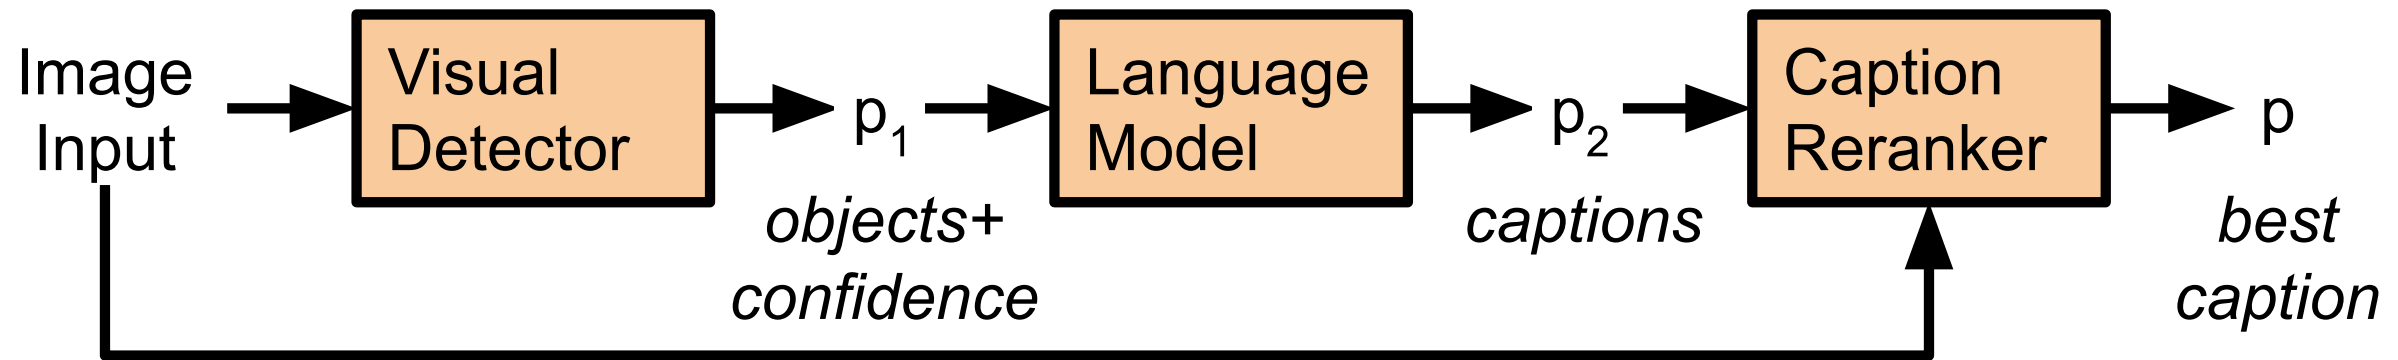 Image
Input
Visual
Detector
p1
objects+
confidence
Language
Model
p2
captions
Caption
Reranker
p
best
caption